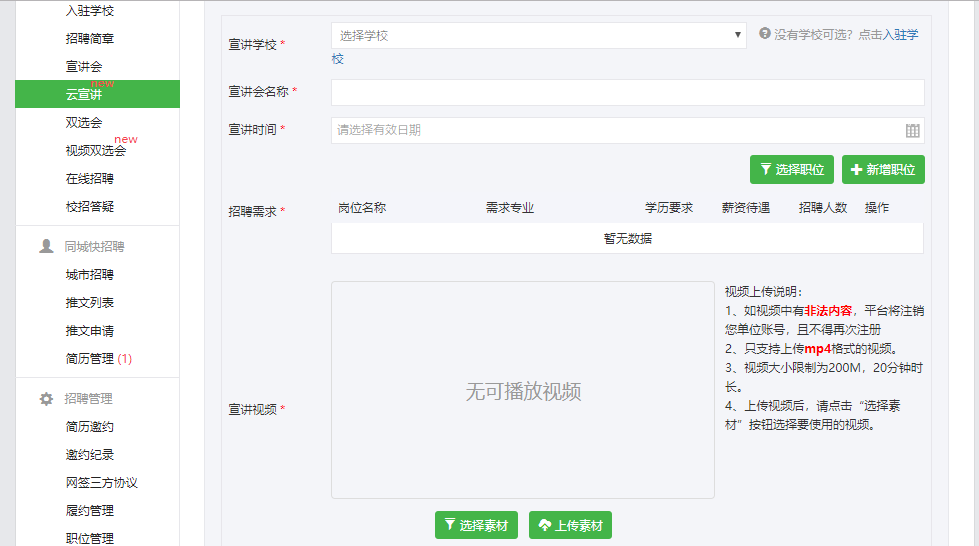 入驻学校
招聘简章
宣讲会
new
云宣讲
双选会
new
视频双选会
在线招聘
校招答疑
同城快招聘
城市招聘
推文列表
推文申请
简历管理 (1)
招聘管理
简历邀约
邀约纪录
网签三方协议
履约管理
职位管理
宣讲学校 *
选择学校
没有学校可选？点击入驻学
校
宣讲会名称 *
宣讲时间 *
请选择有效日期
选择职位
新增职位
招聘需求 *
岗位名称 需求专业 学历要求 薪资待遇 招聘人数 操作
暂无数据
宣讲视频 *
无可播放视频
视频上传说明：
1、如视频中有非法内容，平台将注销
您单位账号，且不得再次注册
2、只支持上传mp4格式的视频。
3、视频大小限制为200M，20分钟时
长。
4、上传视频后，请点击“选择素
材”按钮选择要使用的视频。
选择素材
上传素材